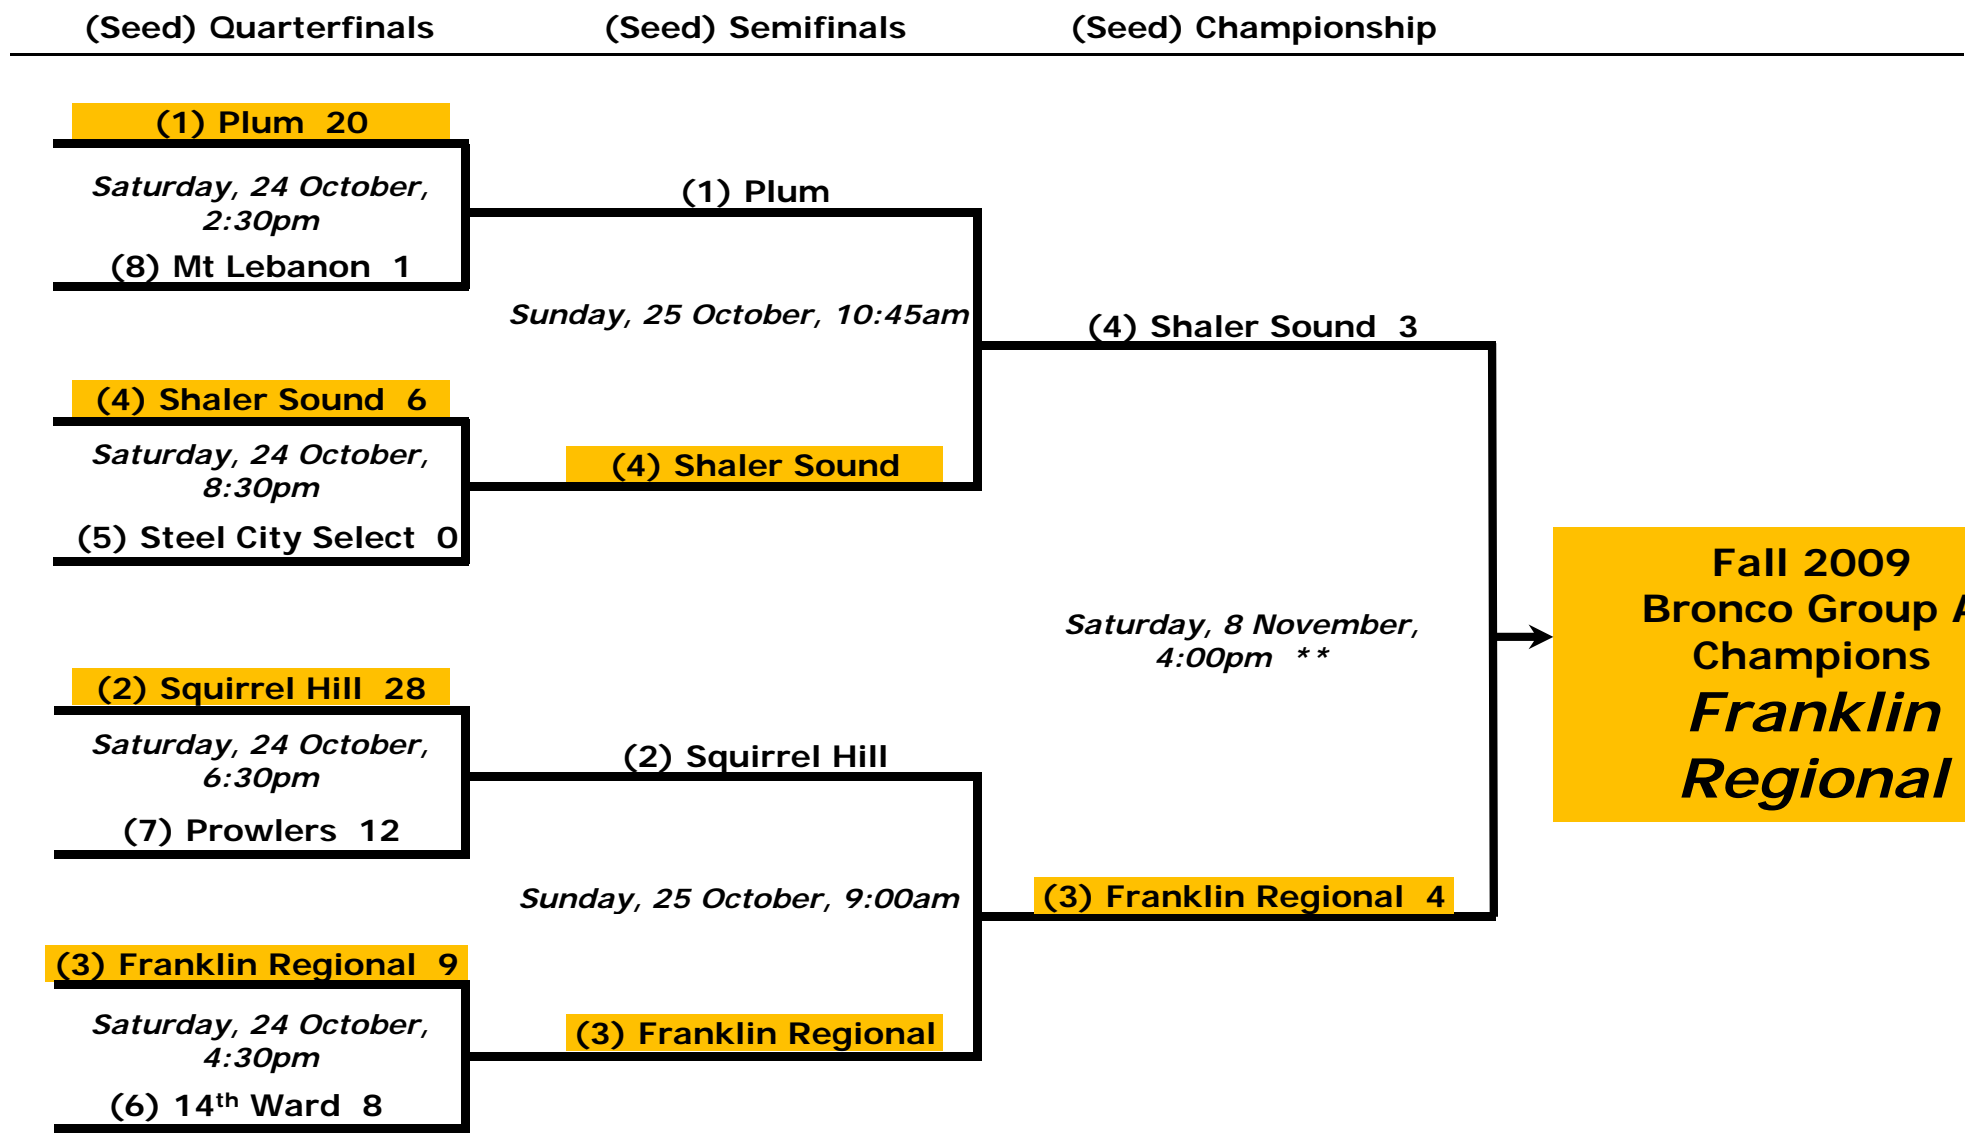 (Seed) Quarterfinals
(Seed) Semifinals
(Seed) Championship
(1) Plum 20
Saturday, 24 October,
2:30pm
(8) Mt Lebanon 1
(4) Shaler Sound 6
Saturday, 24 October,
8:30pm
(5) Steel City Select 0
(2) Squirrel Hill 28
Saturday, 24 October,
6:30pm
(7) Prowlers 12
(3) Franklin Regional 9
Saturday, 24 October,
4:30pm
(6) 14th Ward 8
(1) Plum
Sunday, 25 October, 10:45am
(4) Shaler Sound
(2) Squirrel Hill
Sunday, 25 October, 9:00am
(3) Franklin Regional
(4) Shaler Sound 3
Saturday, 8 November,
4:00pm **
(3) Franklin Regional 4
Fall 2009
Bronco Group A
Champions
Franklin
Regional